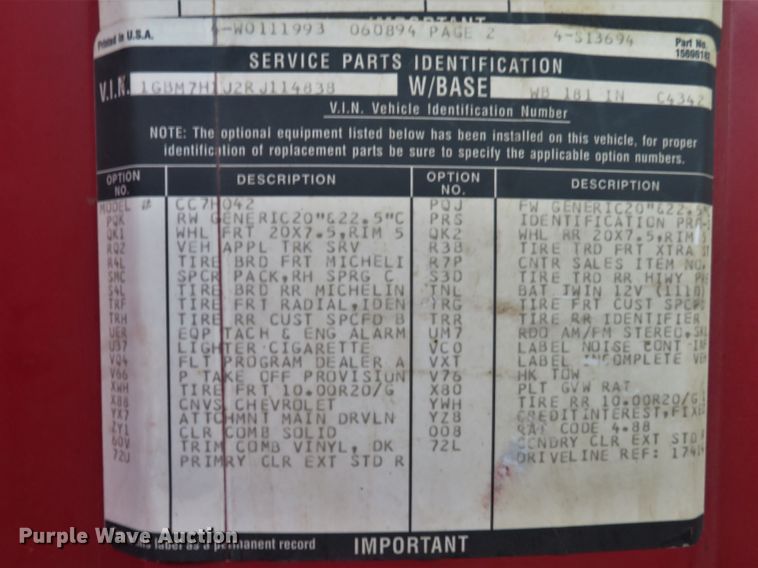 IMPORTANT
Printed in U.S.A. 4-W0111993 060894 PAGE 2 4-S13694 Part No.
SERVICE PARTS IDENTIFICATION
V.I.N. 1GBM7H1J2RJ114838 W/BASE WB 181 IN C4342
V.I.N. Vehicle Identification Number
NOTE: The optional equipment listed below has been installed on this vehicle, for proper
identification of replacement parts be sure to specify the applicable option numbers.
OPTION NO. DESCRIPTION OPTION NO. DESCRIPTION
MODEL # CC7H042 PQJ FW GENERIC20"&22.5"
PQK RW GENERIC20"&22.5"C PRS IDENTIFICATION
QK1 WHL FRT 20X7.5,RIM 5 QK2 WHL RR 20X7.5,RIM 5
RQ2 VEH APPL TRK SRV R38 TIRE TRD FRT XTRA
R4L TIRE BRD FRT MICHELI R7P CNTR SALES ITEM NO.
SMC SPCR PACK,RH SPRG C S3D TIRE TRD RR HIWY
S4L TIRE BRD RR MICHELIN TNL BAT TWIN 12V
TRF TIRE FRT RADIAL,IDEN TRG TIRE FRT CUST SPCFD
TRH TIRE RR CUST SPCFD B TRR TIRE RR IDENTIFIER
UER EQP TACH & ENG ALARM UM7 RDO AM/FM STEREO,
U37 LIGHTER CIGARETTE VC0 LABEL NOISE CONT
VQ4 FLT PROGRAM DEALER A VXT LABEL INCOMPLETE VEH
V66 P TAKE OFF PROVISION V76 HK TOW
XWH TIRE FRT 10.00R20/G X80 PLT GVW RAT
X88 CNVS CHEVROLET YWH TIRE RR 10.00R20/G
YX7 ATTCHMNT MAIN DRVLN YZ8 CREDITINTEREST,FIXED
ZY1 CLR COMB SOLID 008 CODE 4.88
60V TRIM COMB VINYL, DK 72L CCNDRY CLR EXT STD R
72U PRIMRY CLR EXT STD R DRIVELINE REF:
Purple Wave Auction
this label as a permanent record IMPORTANT